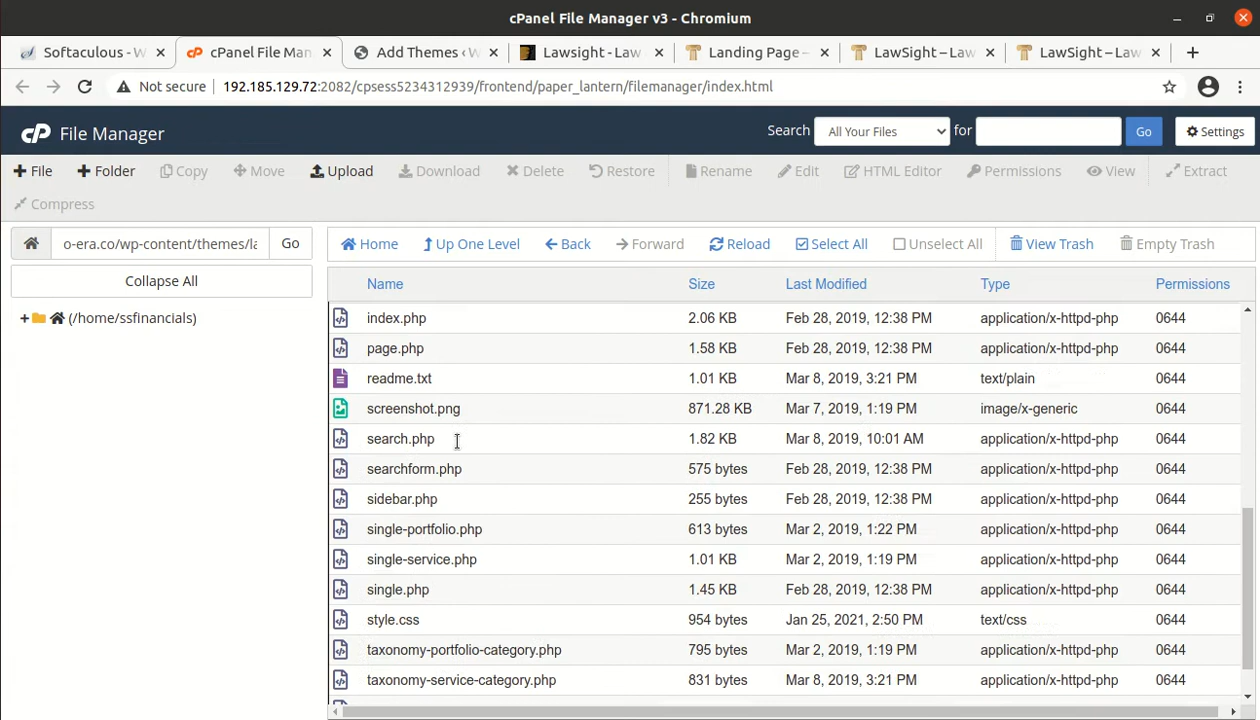 cPanel File Manager v3 - Chromium
Softaculous - W
cPanel File Man
Add Themes ‹ W
Lawsight - Law
Landing Page –
LawSight – Law
LawSight – Law
Not secure
192.185.129.72:2082/cpsess5234312939/frontend/paper_lantern/filemanager/index.html
cP File Manager
Search All Your Files for Go Settings
File Folder Copy Move Upload Download Delete Restore Rename Edit HTML Editor Permissions View Extract
Compress
o-era.co/wp-content/themes/la Go
Home Up One Level Back Forward Reload Select All Unselect All View Trash Empty Trash
Collapse All
+ (/home/ssfinancials)
Name Size Last Modified Type Permissions
index.php 2.06 KB Feb 28, 2019, 12:38 PM application/x-httpd-php 0644
page.php 1.58 KB Feb 28, 2019, 12:38 PM application/x-httpd-php 0644
readme.txt 1.01 KB Mar 8, 2019, 3:21 PM text/plain 0644
screenshot.png 871.28 KB Mar 7, 2019, 1:19 PM image/x-generic 0644
search.php 1.82 KB Mar 8, 2019, 10:01 AM application/x-httpd-php 0644
searchform.php 575 bytes Feb 28, 2019, 12:38 PM application/x-httpd-php 0644
sidebar.php 255 bytes Feb 28, 2019, 12:38 PM application/x-httpd-php 0644
single-portfolio.php 613 bytes Mar 2, 2019, 1:22 PM application/x-httpd-php 0644
single-service.php 1.01 KB Mar 2, 2019, 1:19 PM application/x-httpd-php 0644
single.php 1.45 KB Feb 28, 2019, 12:38 PM application/x-httpd-php 0644
style.css 954 bytes Jan 25, 2021, 2:50 PM text/css 0644
taxonomy-portfolio-category.php 795 bytes Mar 2, 2019, 1:19 PM application/x-httpd-php 0644
taxonomy-service-category.php 831 bytes Mar 8, 2019, 3:21 PM application/x-httpd-php 0644